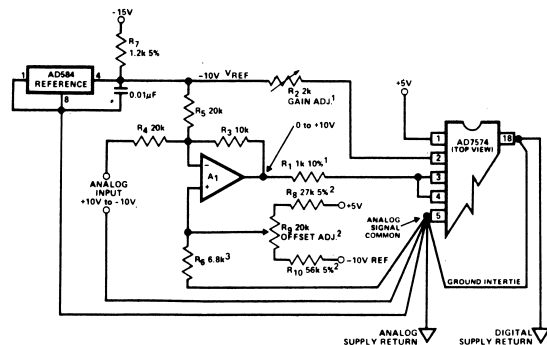 -15V
R7
1.2k 5%
AD584
REFERENCE
1
4
8
0.01µF
-10V VREF
R2 2k
GAIN ADJ.1
+5V
R5 20k
R4 20k
R3 10k
0 to +10V
A1
-
+
R1 1k 10%1
AD7574
(TOP VIEW)
1
2
3
4
5
18
ANALOG
INPUT
+10V to -10V
R8 27k 5%2
+5V
R9 20k
OFFSET ADJ.2
R6 6.8k3
R10 56k 5%2
-10V REF
ANALOG
SIGNAL
COMMON
GROUND INTERTIE
ANALOG
SUPPLY RETURN
DIGITAL
SUPPLY RETURN